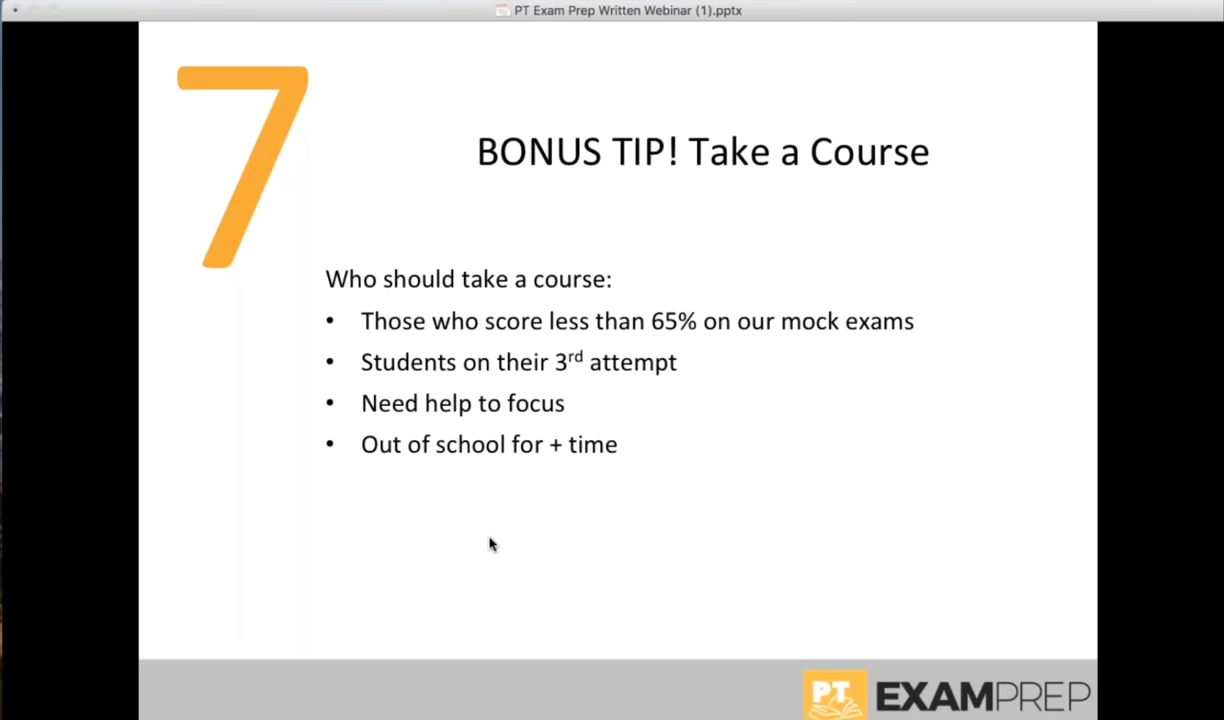 PT Exam Prep Written Webinar (1).pptx
7
BONUS TIP! Take a Course
Who should take a course:
• Those who score less than 65% on our mock exams
• Students on their 3rd attempt
• Need help to focus
• Out of school for + time
PT EXAMPREP